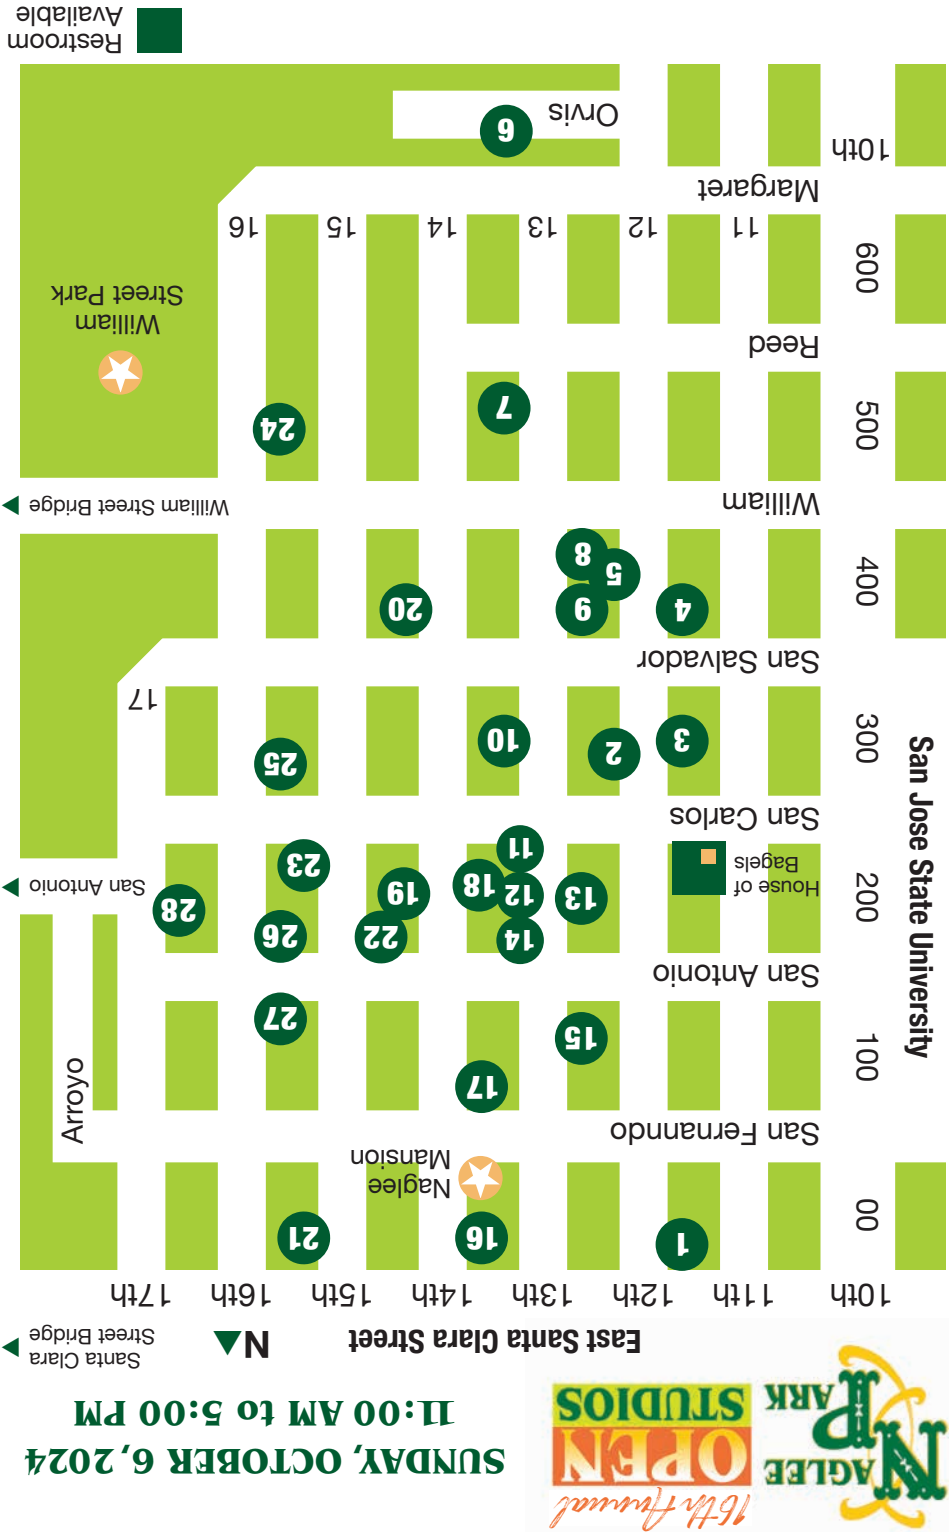 16th Annual
NAGLEE
PARK
OPEN
STUDIOS
SUNDAY, OCTOBER 6, 2024
11:00 AM to 5:00 PM
East Santa Clara Street
N
Santa Clara
Street Bridge
10th
11th
12th
13th
14th
15th
16th
17th
00
1
16
21
Naglee
Mansion
San Fernanndo
Arroyo
San Jose State University
100
17
15
27
San Antonio
200
14
22
26
28
13
12
18
19
23
11
House of
Bagels
San Antonio
San Carlos
300
2
3
10
25
17
San Salvador
400
4
9
5
8
20
William
William Street Bridge
500
7
24
William
Street Park
Reed
600
11
12
13
14
15
16
Margaret
10th
6
Orvis
Restroom
Available